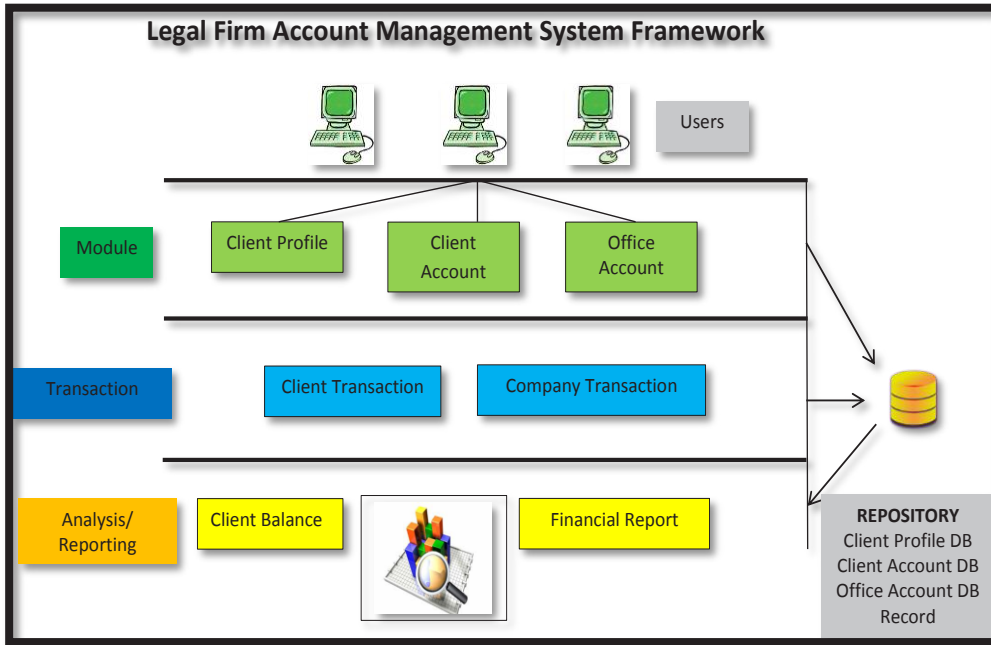 Legal Firm Account Management System Framework
Users
Module
Client Profile
Client
Account
Office
Account
Transaction
Client Transaction
Company Transaction
Analysis/
Reporting
Client Balance
Financial Report
REPOSITORY
Client Profile DB
Client Account DB
Office Account DB
Record